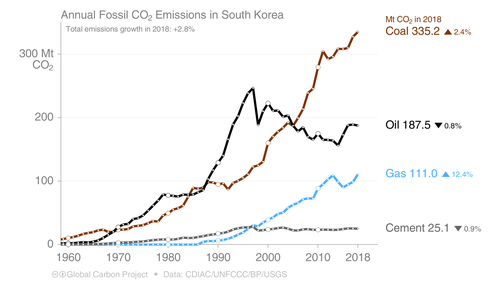 Annual Fossil CO₂ Emissions in South Korea
Total emissions growth in 2018: +2.8%
Mt CO₂ in 2018
Coal 335.2 ▲ 2.4%
300 Mt
CO₂
200
Oil 187.5 ▼ 0.8%
Gas 111.0 ▲ 12.4%
100
Cement 25.1 ▼ 0.9%
0
1960 1970 1980 1990 2000 2010 2018
Global Carbon Project • Data: CDIAC/UNFCCC/BP/USGS